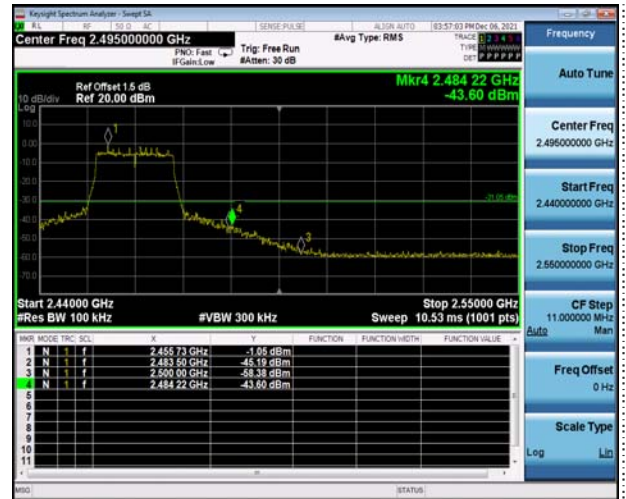 Keysight Spectrum Analyzer - Swept SA
RL RF 50 Ω AC SENSE:PULSE ALIGN AUTO 03:57:03 PM Dec 06, 2021
Center Freq 2.495000000 GHz
PNO: Fast
IFGain:Low
Trig: Free Run
#Atten: 30 dB
#Avg Type: RMS
TRACE 1 2 3 4 5 6
TYPE M W W W W W
DET P P P P P P
Frequency
Auto Tune
Center Freq
2.495000000 GHz
Start Freq
2.440000000 GHz
Stop Freq
2.550000000 GHz
CF Step
11.000000 MHz
Auto Man
Freq Offset
0 Hz
Scale Type
Log Lin
Mkr4 2.484 22 GHz
-43.60 dBm
Ref Offset 1.5 dB
10 dB/div Ref 20.00 dBm
Log
10.0
0.00
-10.0
-20.0
-30.0
-40.0
-50.0
-60.0
-70.0
1
4
3
-31.05 dBm
Start 2.44000 GHz Stop 2.55000 GHz
#Res BW 100 kHz #VBW 300 kHz Sweep 10.53 ms (1001 pts)
MKR MODE TRC SCL X Y FUNCTION FUNCTION WIDTH FUNCTION VALUE
1 N 1 f 2.455 73 GHz -1.05 dBm
2 N 1 f 2.483 50 GHz -45.19 dBm
3 N 1 f 2.500 00 GHz -58.38 dBm
4 N 1 f 2.484 22 GHz -43.60 dBm
5
6
7
8
9
10
11
MSG STATUS